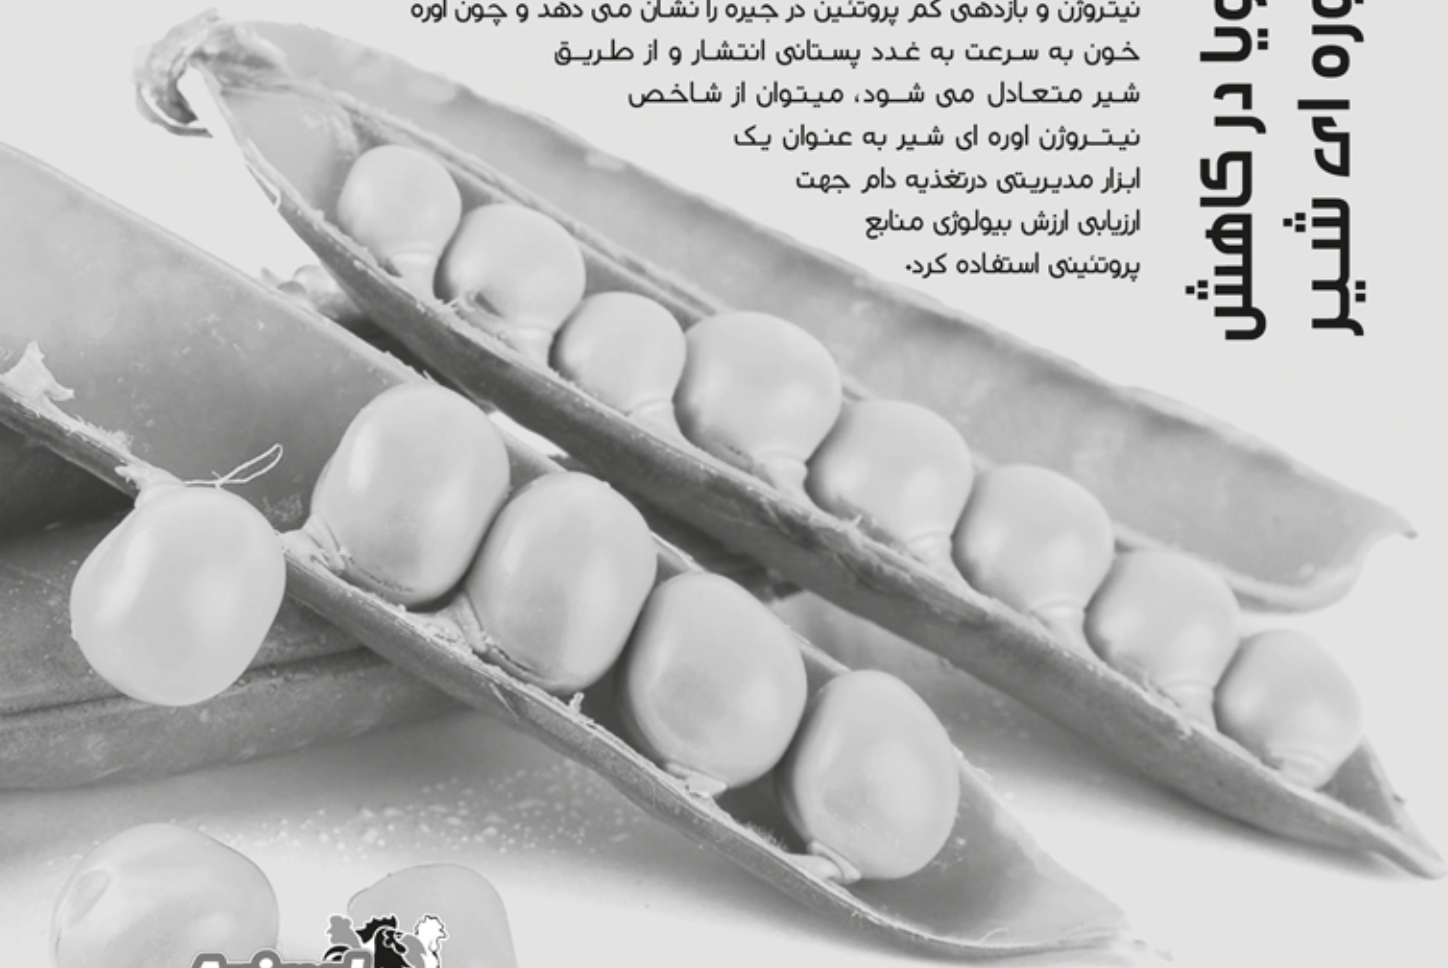 نیتروژن و بازدهی کم پروتئین در جیره را نشان می دهد و چون اوره
خون به سرعت به غدد پستانی انتشار و از طریق
شیر متعادل می شود، میتوان از شاخص
نیتروژن اوره ای شیر به عنوان یک
ابزار مدیریتی درتغذیه دام جهت
ارزیابی ارزش بیولوژی منابع
پروتئینی استفاده کرد.
در کاهش
ای شیر